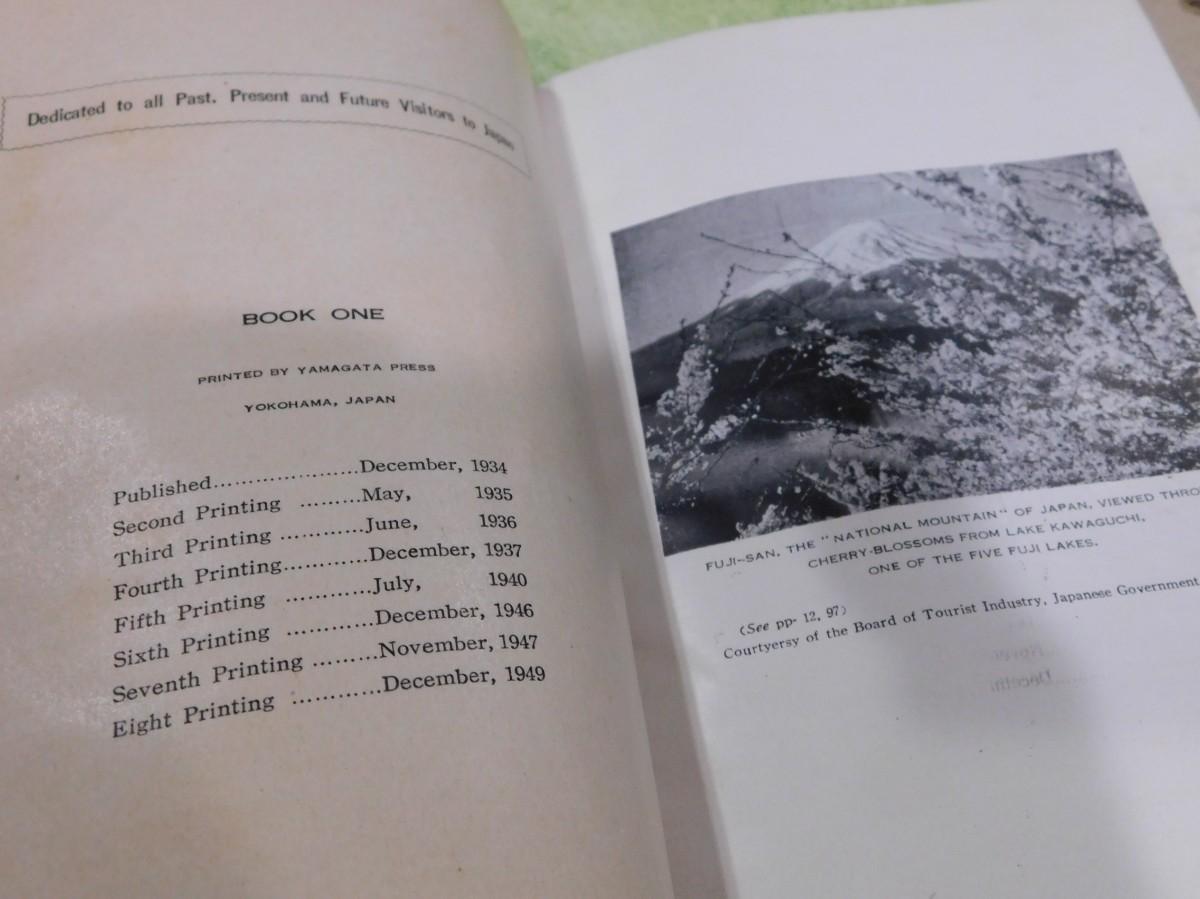 Dedicated to all Past. Present and Future Visitors to Japan
BOOK ONE
PRINTED BY YAMAGATA PRESS
YOKOHAMA, JAPAN
Published.....................December, 1934
Second Printing .........May, 1935
Third Printing ............June, 1936
Fourth Printing............December, 1937
Fifth Printing ............July, 1940
Sixth Printing ............December, 1946
Seventh Printing .........November, 1947
Eight Printing ............December, 1949
FUJI-SAN, THE "NATIONAL MOUNTAIN" OF JAPAN, VIEWED
CHERRY-BLOSSOMS FROM LAKE KAWAGUCHI,
ONE OF THE FIVE FUJI LAKES.
(See pp- 12, 97)
Courtyersy of the Board of Tourist Industry, Japanese Government